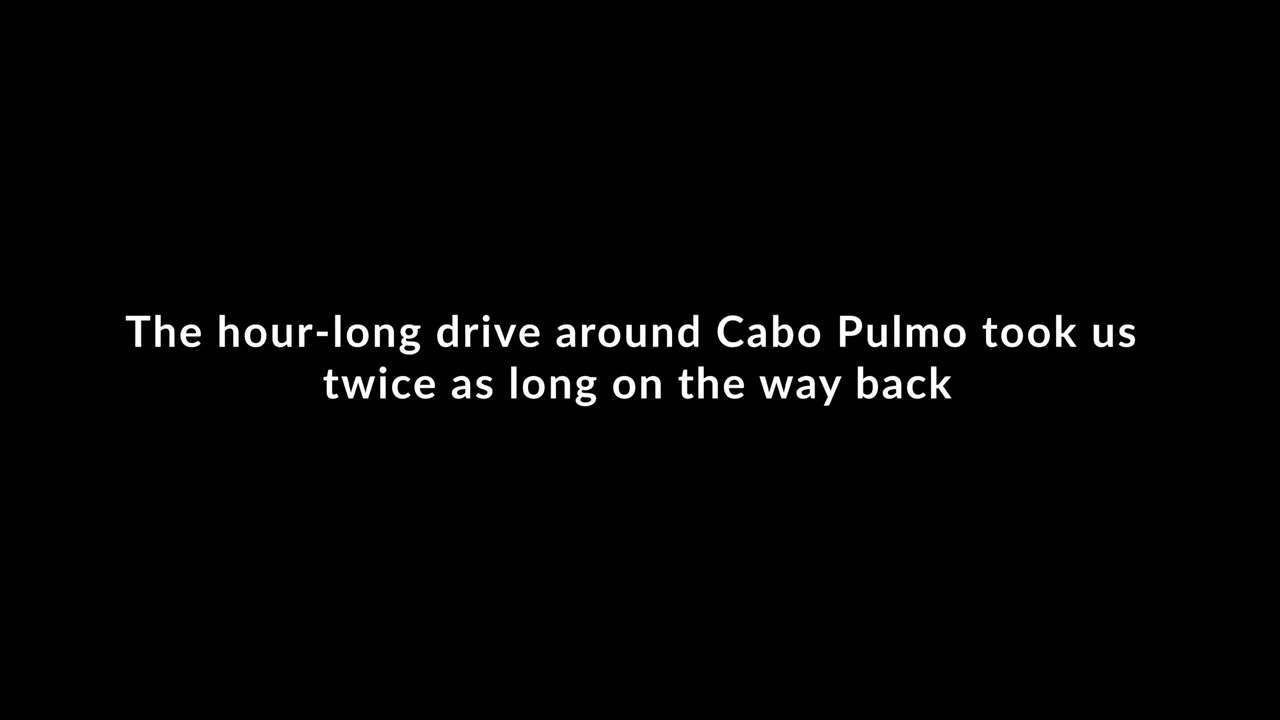 The hour-long drive around Cabo Pulmo took us
twice as long on the way back